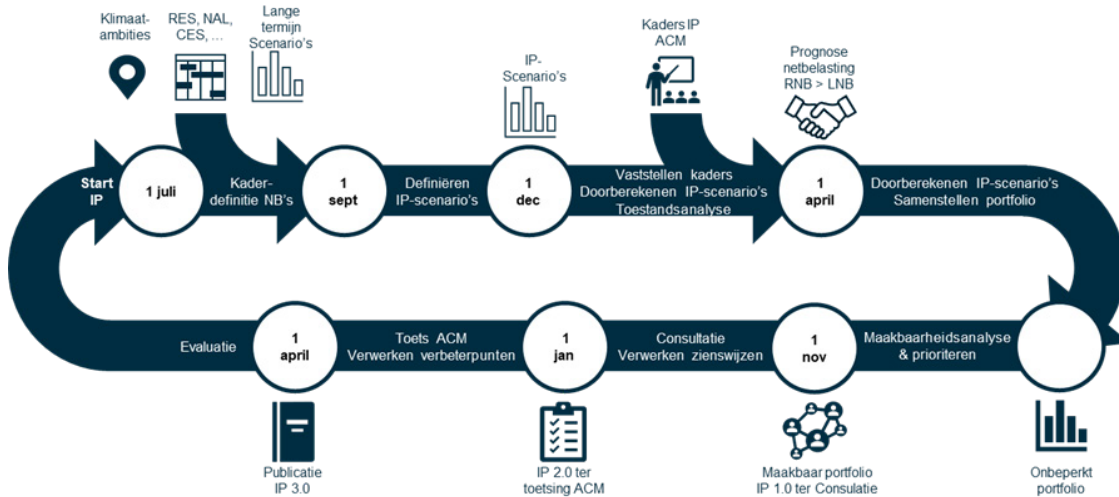 Klimaat-
ambities
RES, NAL,
CES, ...
Lange
termijn
Scenario's
IP-
Scenario's
Kaders IP
ACM
Prognose
netbelasting
RNB > LNB
Start
IP
1 juli
Kader-
definitie NB's
1
sept
Definiëren
IP-scenario's
1
dec
Vaststellen kaders
Doorberekenen IP-scenario's
Toestandsanalyse
1
april
Doorberekenen IP-scenario's
Samenstellen portfolio
Evaluatie
1
april
Toets ACM
Verwerken verbeterpunten
1
jan
Consultatie
Verwerken zienswijzen
1
nov
Maakbaarheidsanalyse
& prioriteren
Publicatie
IP 3.0
IP 2.0 ter
toetsing ACM
Maakbaar portfolio
IP 1.0 ter Consulatie
Onbeperkt
portfolio